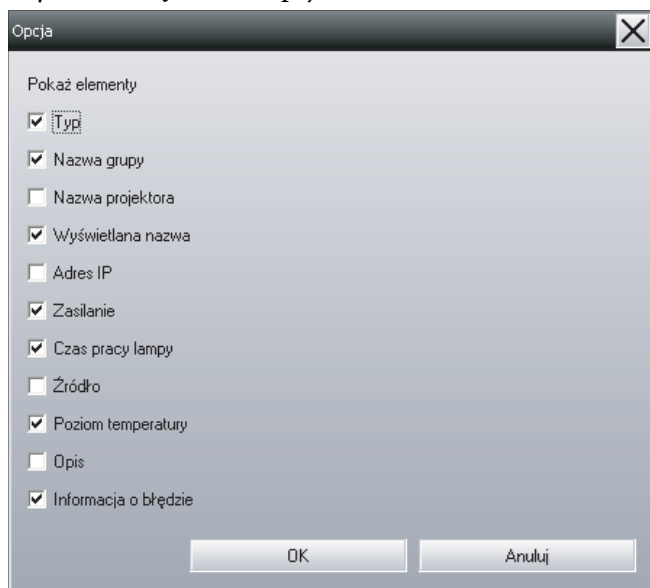 Opcja
Pokaż elementy
Typ
Nazwa grupy
Nazwa projektora
Wyświetlana nazwa
Adres IP
Zasilanie
Czas pracy lampy
Źródło
Poziom temperatury
Opis
Informacja o błędzie
OK Anuluj